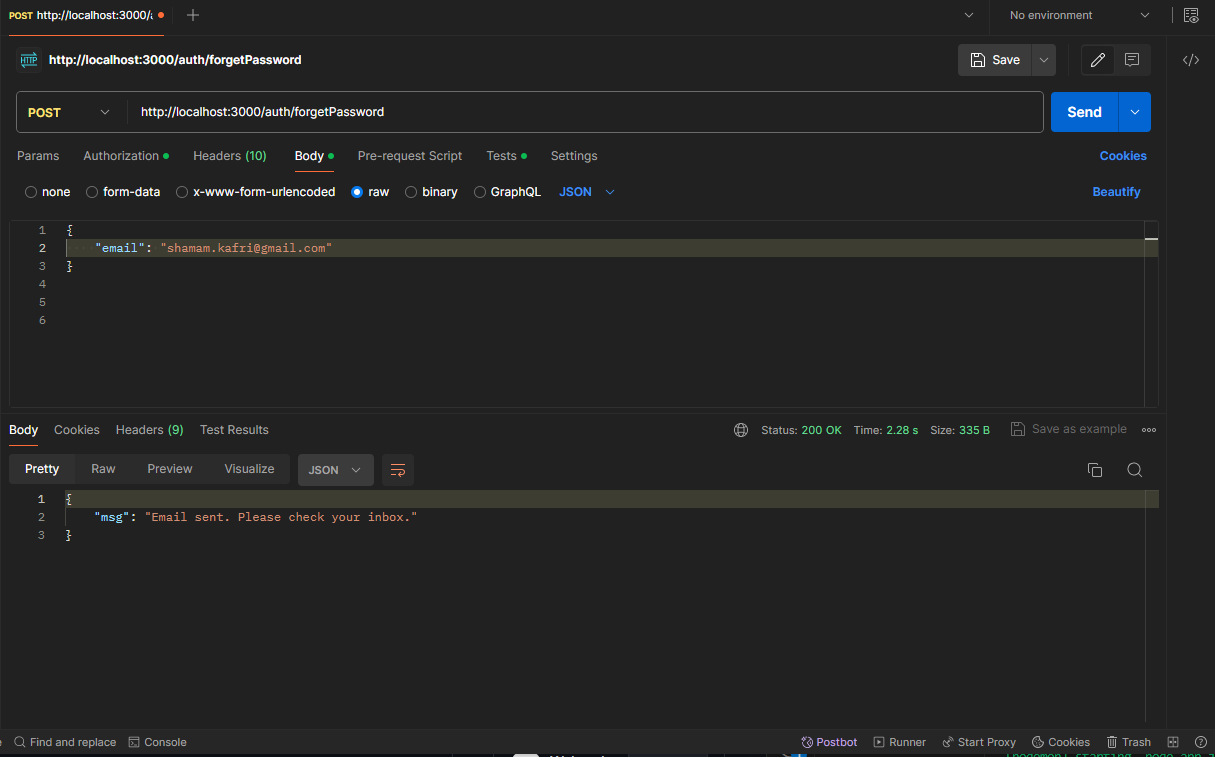 POST http://localhost:3000/a
No environment
HTTP http://localhost:3000/auth/forgetPassword
Save
POST http://localhost:3000/auth/forgetPassword Send
Params Authorization Headers (10) Body Pre-request Script Tests Settings Cookies
none form-data x-www-form-urlencoded raw binary GraphQL JSON Beautify
1 {
2 "email": "shamam.kafri@gmail.com"
3 }
4
5
6
Body Cookies Headers (9) Test Results Status: 200 OK Time: 2.28 s Size: 335 B Save as example
Pretty Raw Preview Visualize JSON
1 {
2 "msg": "Email sent. Please check your inbox."
3 }
Find and replace Console Postbot Runner Start Proxy Cookies Trash